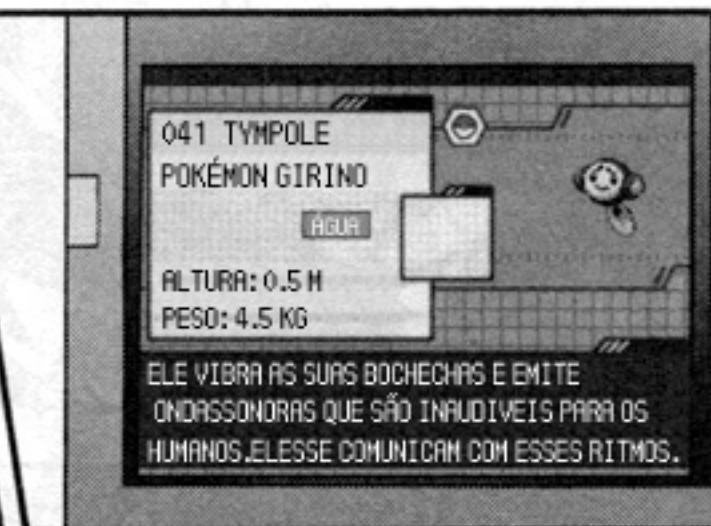 041 TYMPOLE
POKÉMON GIRINO
ÁGUA
ALTURA: 0.5 M
PESO: 4.5 KG
ELE VIBRA AS SUAS BOCHECHAS E EMITE
ONDASSONORAS QUE SÃO INAUDIVEIS PARA OS
HUMANOS.ELESSE COMUNICAM COM ESSES RITMOS.